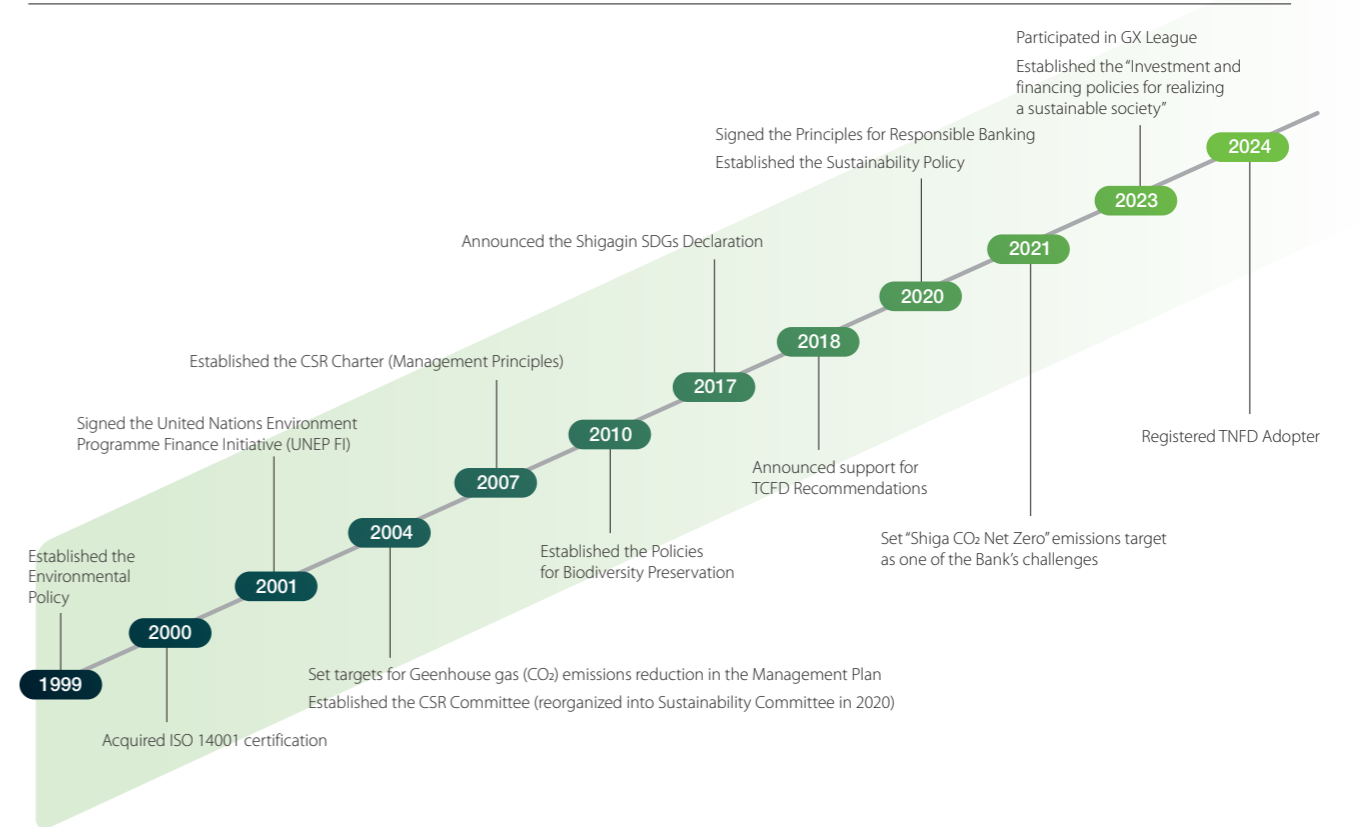 Participated in GX League
Established the “Investment and
financing policies for realizing
a sustainable society”
Signed the Principles for Responsible Banking
Established the Sustainability Policy
2024
2023
Announced the Shigagin SDGs Declaration
2021
2020
2018
Established the CSR Charter (Management Principles)
2017
Signed the United Nations Environment
Programme Finance Initiative (UNEP FI)
2010
Registered TNFD Adopter
2007
Announced support for
TCFD Recommendations
2004
Set “Shiga CO₂ Net Zero” emissions target
as one of the Bank’s challenges
Established the
Environmental
Policy
Established the Policies
for Biodiversity Preservation
2001
2000
Set targets for Geenhouse gas (CO₂) emissions reduction in the Management Plan
Established the CSR Committee (reorganized into Sustainability Committee in 2020)
1999
Acquired ISO 14001 certification